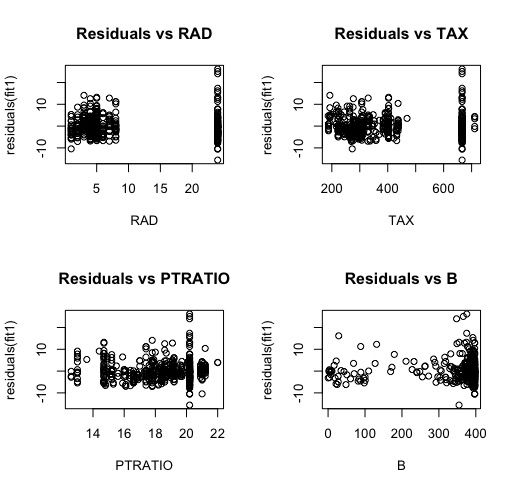 Residuals vs RAD
residuals(fit1)
10
-10
5
10
15
20
RAD
Residuals vs TAX
residuals(fit1)
10
-10
200
400
600
TAX
Residuals vs PTRATIO
residuals(fit1)
10
-10
14
16
18
20
22
PTRATIO
Residuals vs B
residuals(fit1)
10
-10
0
100
200
300
400
B